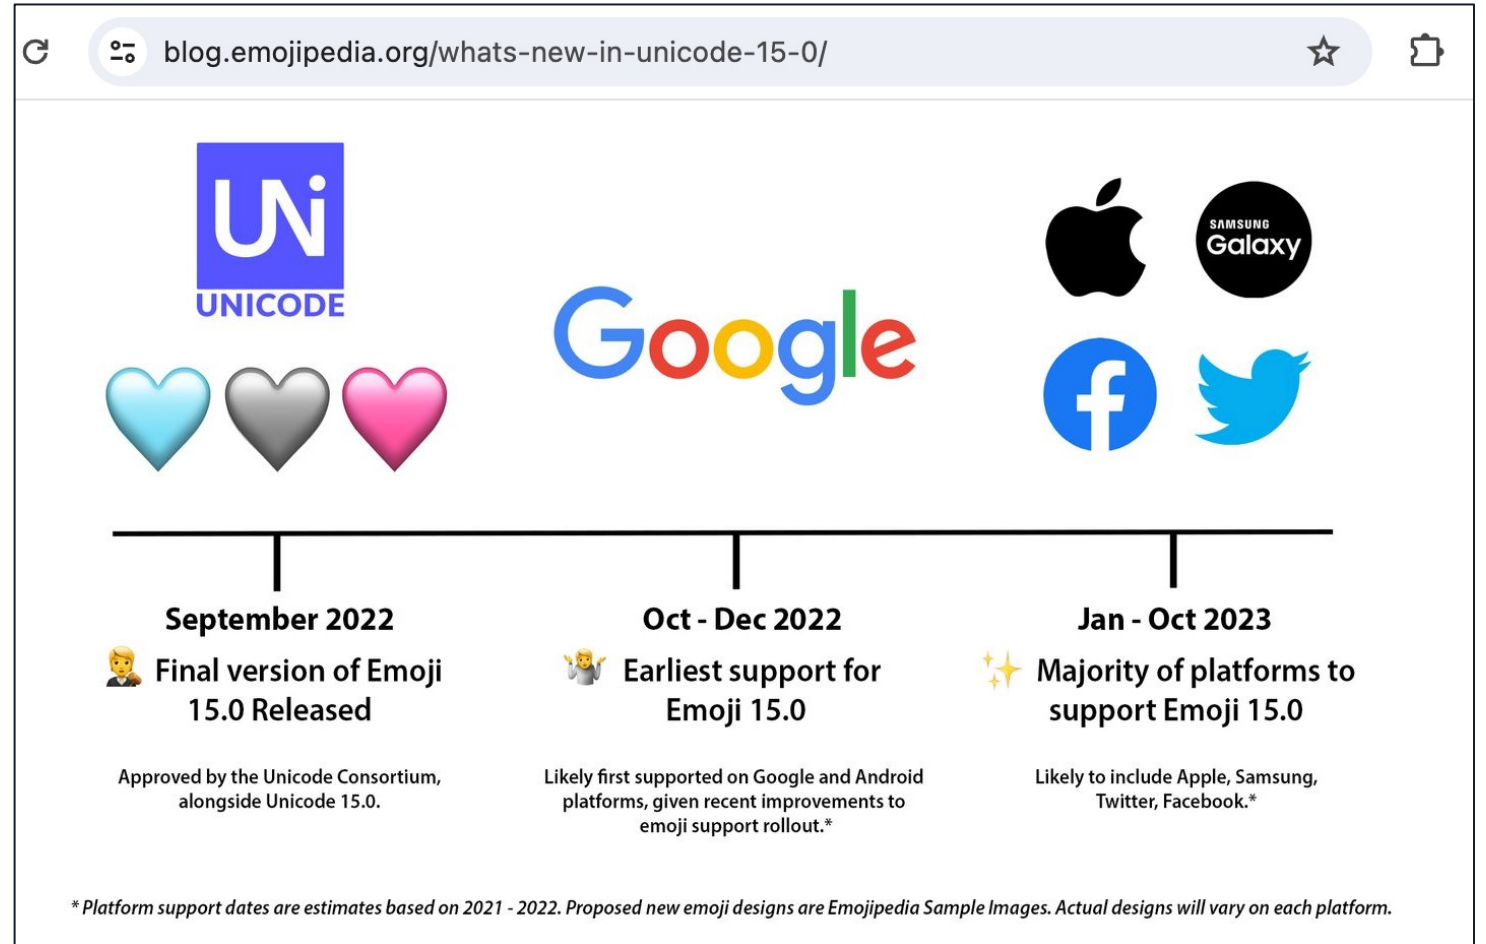 blog.emojipedia.org/whats-new-in-unicode-15-0/
UNi
UNICODE
Google
SAMSUNG
Galaxy
September 2022
Final version of Emoji
15.0 Released
Approved by the Unicode Consortium,
alongside Unicode 15.0.
Oct - Dec 2022
Earliest support for
Emoji 15.0
Likely first supported on Google and Android
platforms, given recent improvements to
emoji support rollout.*
Jan - Oct 2023
Majority of platforms to
support Emoji 15.0
Likely to include Apple, Samsung,
Twitter, Facebook.*
* Platform support dates are estimates based on 2021 - 2022. Proposed new emoji designs are Emojipedia Sample Images. Actual designs will vary on each platform.